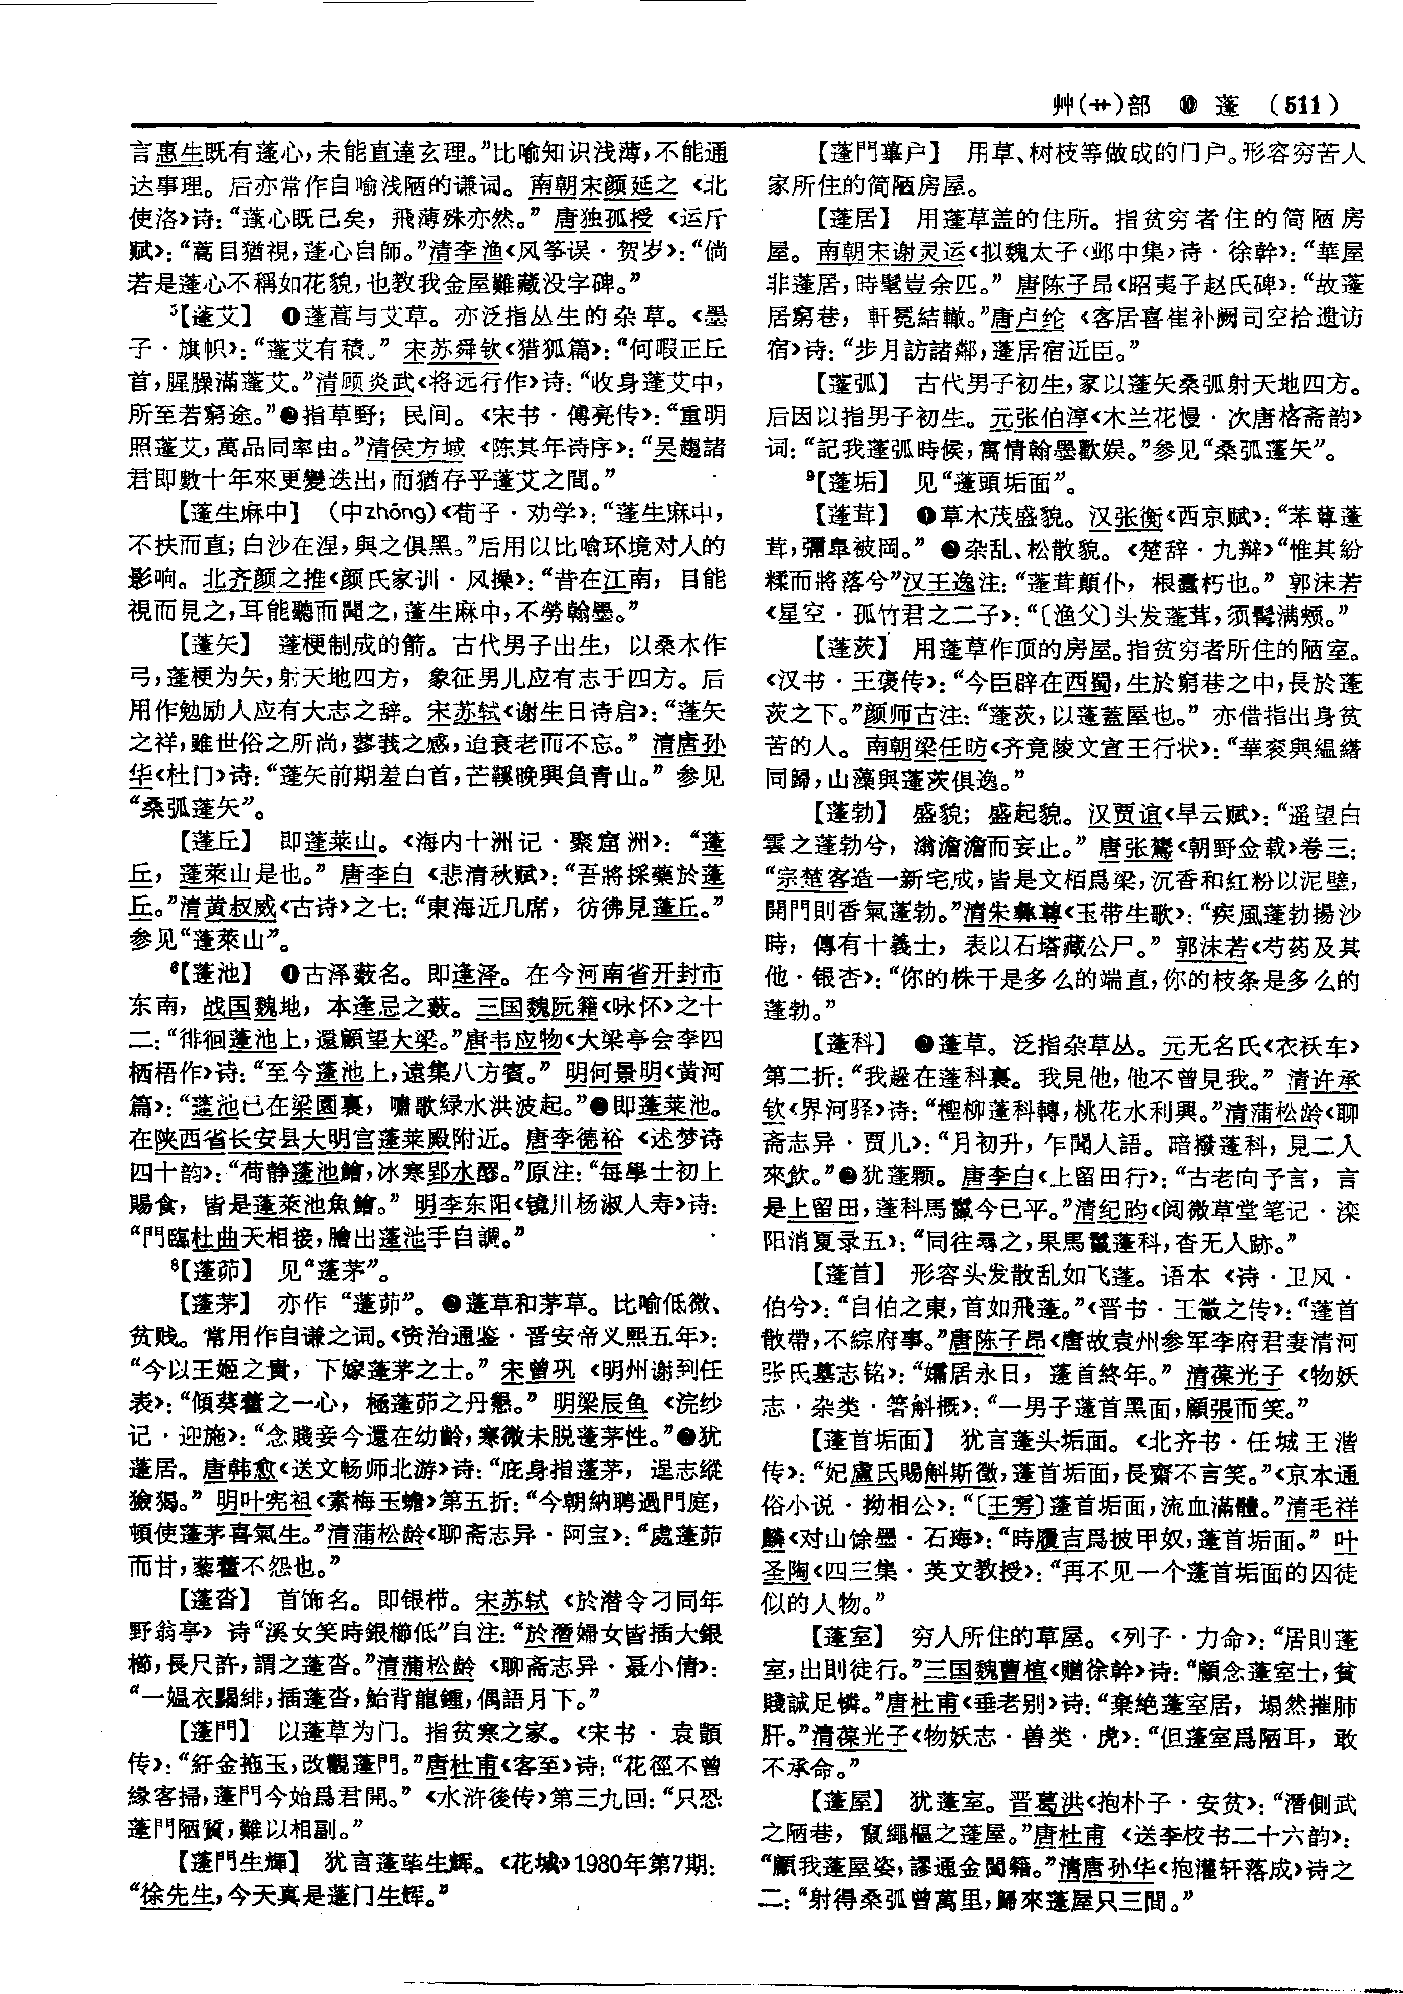 艸(艹)部 ⑩ 蓬 (511)
言惠生既有蓬心,未能直達玄理。”比喻知识浅薄,不能通
达事理。后亦常作自喻浅陋的谦词。南朝宋颜延之《北
使洛》诗:“蓬心既已矣,飛薄殊亦然。” 唐独孤授《运斤
赋》:“蒿目猶視,蓬心自師。”清李渔《风筝误·贺岁》:“倘
若是蓬心不稱如花貌,也教我金屋難藏没字碑。”
5【蓬艾】 ❶蓬蒿与艾草。亦泛指丛生的杂草。《墨
子·旗帜》:“蓬艾有積。” 宋苏舜钦《猎狐篇》:“何暇正丘
首,腥臊滿蓬艾。”清顾炎武《将远行作》诗:“收身蓬艾中,
所至若窮途。”❷指草野;民间。《宋书·傅亮传》:“重明
照蓬艾,萬品同率由。”清侯方域《陈其年诗序》:“吴趨諸
君即數十年來更變迭出,而猶存乎蓬艾之間。”
【蓬生麻中】 (中zhōng)《荀子·劝学》:“蓬生麻中,
不扶而直;白沙在涅,與之俱黑。”后用以比喻环境对人的
影响。北齐颜之推《颜氏家训·风操》:“昔在江南,目能
視而見之,耳能聽而聞之,蓬生麻中,不勞翰墨。”
【蓬矢】 蓬梗制成的箭。古代男子出生,以桑木作
弓,蓬梗为矢,射天地四方,象征男儿应有志于四方。后
用作勉励人应有大志之辞。宋苏轼《谢生日诗启》:“蓬矢
之祥,雖世俗之所尚,蓼莪之感,迨衰老而不忘。” 清唐孙
华《杜门》诗:“蓬矢前期羞白首,芒鞵晚興負青山。” 参见
“桑弧蓬矢”。
【蓬丘】 即蓬莱山。《海内十洲记·聚窟洲》:“蓬
丘,蓬萊山是也。” 唐李白《悲清秋赋》:“吾將採藥於蓬
丘。”清黄叔威《古诗》之七:“東海近几席,彷彿見蓬丘。”
参见“蓬萊山”。
6【蓬池】 ❶古泽薮名。即逢泽。在今河南省开封市
东南,战国魏地,本逢忌之薮。三国魏阮籍《咏怀》之十
二:“徘徊蓬池上,還顧望大梁。”唐韦应物《大梁亭会李四
栖梧作》诗:“至今蓬池上,遠集八方賓。” 明何景明《黄河
篇》:“蓬池已在梁園裏,嘯歌緑水洪波起。”❷即蓬莱池。
在陕西省长安县大明宫蓬莱殿附近。唐李德裕《述梦诗
四十韵》:“荷静蓬池鱠,冰寒郢水醪。”原注:“每學士初上
賜食,皆是蓬萊池魚鱠。” 明李东阳《镜川杨淑人寿》诗:
“門臨杜曲天相接,膾出蓬池手自調。”
8【蓬茆】 见“蓬茅”。
【蓬茅】 亦作“蓬茆”。❶蓬草和茅草。比喻低微、
贫贱。常用作自谦之词。《资治通鉴·晋安帝义熙五年》:
“今以王姬之貴,下嫁蓬茅之士。” 宋曾巩《明州谢到任
表》:“傾葵藿之一心,極蓬茆之丹懇。” 明梁辰鱼《浣纱
记·迎施》:“念賤妾今還在幼齡,寒微未脱蓬茅性。”❷犹
蓬居。唐韩愈《送文畅师北游》诗:“庇身指蓬茅,逞志縱
獫猲。” 明叶宪祖《素梅玉蟾》第五折:“今朝納聘過門庭,
頓使蓬茅喜氣生。”清蒲松龄《聊斋志异·阿宝》:“處蓬茆
而甘,藜藿不怨也。”
【蓬沓】 首饰名。即银栉。宋苏轼《於潜令刁同年
野翁亭》诗“溪女笑時銀櫛低”自注:“於潛婦女皆插大銀
櫛,長尺許,謂之蓬沓。”清蒲松龄《聊斋志异·聂小倩》:
“一媪衣䵝緋,插蓬沓,鮐背龍鍾,偶語月下。”
【蓬門】 以蓬草为门。指贫寒之家。《宋书·袁顗
传》:“紆金拖玉,改觀蓬門。”唐杜甫《客至》诗:“花徑不曾
缘客掃,蓬門今始爲君開。” 《水浒後传》第三九回:“只恐
蓬門陋質,難以相副。”
【蓬門生輝】 犹言蓬荜生辉。《花城》1980年第7期:
“徐先生,今天真是蓬门生辉。”
【蓬門蓽户】 用草、树枝等做成的门户。形容穷苦人
家所住的简陋房屋。
【蓬居】 用蓬草盖的住所。指贫穷者住的简陋房
屋。南朝宋谢灵运《拟魏太子〈邺中集〉诗·徐幹》:“華屋
非蓬居,時髦豈余匹。” 唐陈子昂《昭夷子赵氏碑》:“故蓬
居窮巷,軒冕結轍。”唐卢纶《客居喜崔补阙司空拾遗访
宿》诗:“步月訪諸鄰,蓬居宿近臣。”
【蓬弧】 古代男子初生,家以蓬矢桑弧射天地四方。
后因以指男子初生。元张伯淳《木兰花慢·次唐格斋韵》
词:“記我蓬弧時候,寓情翰墨歡娱。”参见“桑弧蓬矢”。
9【蓬垢】 见“蓬頭垢面”。
【蓬茸】 ❶草木茂盛貌。汉张衡《西京赋》:“苯䔿蓬
茸,彌皋被岡。” ❷杂乱、松散貌。《楚辞·九辩》“惟其紛
糅而將落兮”汉王逸注:“蓬茸顛仆,根蠹朽也。” 郭沫若
《星空·孤竹君之二子》:“〔渔父〕头发蓬茸,须髯满颊。”
【蓬茨】 用蓬草作顶的房屋。指贫穷者所住的陋室。
《汉书·王褒传》:“今臣辟在西蜀,生於窮巷之中,長於蓬
茨之下。”颜师古注:“蓬茨,以蓬蓋屋也。” 亦借指出身贫
苦的人。南朝梁任昉《齐竟陵文宣王行状》:“華衮與緼緒
同歸,山藻與蓬茨俱逸。”
【蓬勃】 盛貌;盛起貌。汉贾谊《旱云赋》:“遥望白
雲之蓬勃兮,滃澹澹而妄止。” 唐张鷟《朝野佥载》卷三:
“宗楚客造一新宅成,皆是文栢爲梁,沉香和紅粉以泥壁,
開門則香氣蓬勃。”清朱彝尊《玉带生歌》:“疾風蓬勃揚沙
時,傳有十義士,表以石塔藏公尸。” 郭沫若《芍药及其
他·银杏》:“你的株干是多么的端直,你的枝条是多么的
蓬勃。”
【蓬科】 ❶蓬草。泛指杂草丛。元无名氏《衣袄车》
第二折:“我趓在蓬科裏。我見他,他不曾見我。” 清许承
钦《界河驿》诗:“檉柳蓬科轉,桃花水利興。”清蒲松龄《聊
斋志异·贾儿》:“月初升,乍聞人語。暗撥蓬科,見二人
來飲。”❷犹蓬颗。唐李白《上留田行》:“古老向予言,言
是上留田,蓬科馬鬣今已平。”清纪昀《阅微草堂笔记·滦
阳消夏录五》:“同往尋之,果馬鬣蓬科,杳无人跡。”
【蓬首】 形容头发散乱如飞蓬。语本《诗·卫风·
伯兮》:“自伯之東,首如飛蓬。”《晋书·王徽之传》:“蓬首
散帶,不綜府事。”唐陈子昂《唐故袁州参军李府君妻清河
张氏墓志铭》:“孀居永日,蓬首終年。” 清葆光子《物妖
志·杂类·筲斛概》:“一男子蓬首黑面,顧張而笑。”
【蓬首垢面】 犹言蓬头垢面。《北齐书·任城王湝
传》:“妃盧氏賜斛斯徵,蓬首垢面,長齋不言笑。”《京本通
俗小说·拗相公》:“〔王雱〕蓬首垢面,流血滿體。”清毛祥
麟《对山馀墨·石琇》:“時履吉爲披甲奴,蓬首垢面。” 叶
圣陶《四三集·英文教授》:“再不见一个蓬首垢面的囚徒
似的人物。”
【蓬室】 穷人所住的草屋。《列子·力命》:“居則蓬
室,出則徒行。”三国魏曹植《贈徐幹》诗:“顧念蓬室士,貧
賤誠足憐。”唐杜甫《垂老别》诗:“棄絶蓬室居,塌然摧肺
肝。”清葆光子《物妖志·兽类·虎》:“但蓬室爲陋耳,敢
不承命。”
【蓬屋】 犹蓬室。晋葛洪《抱朴子·安贫》:“潛側武
之陋巷,竄繩樞之蓬屋。”唐杜甫《送李校书二十六韵》:
“顧我蓬屋姿,謬通金閨籍。”清唐孙华《抱灌轩落成》诗之
二:“射得桑弧曾萬里,歸來蓬屋只三間。”